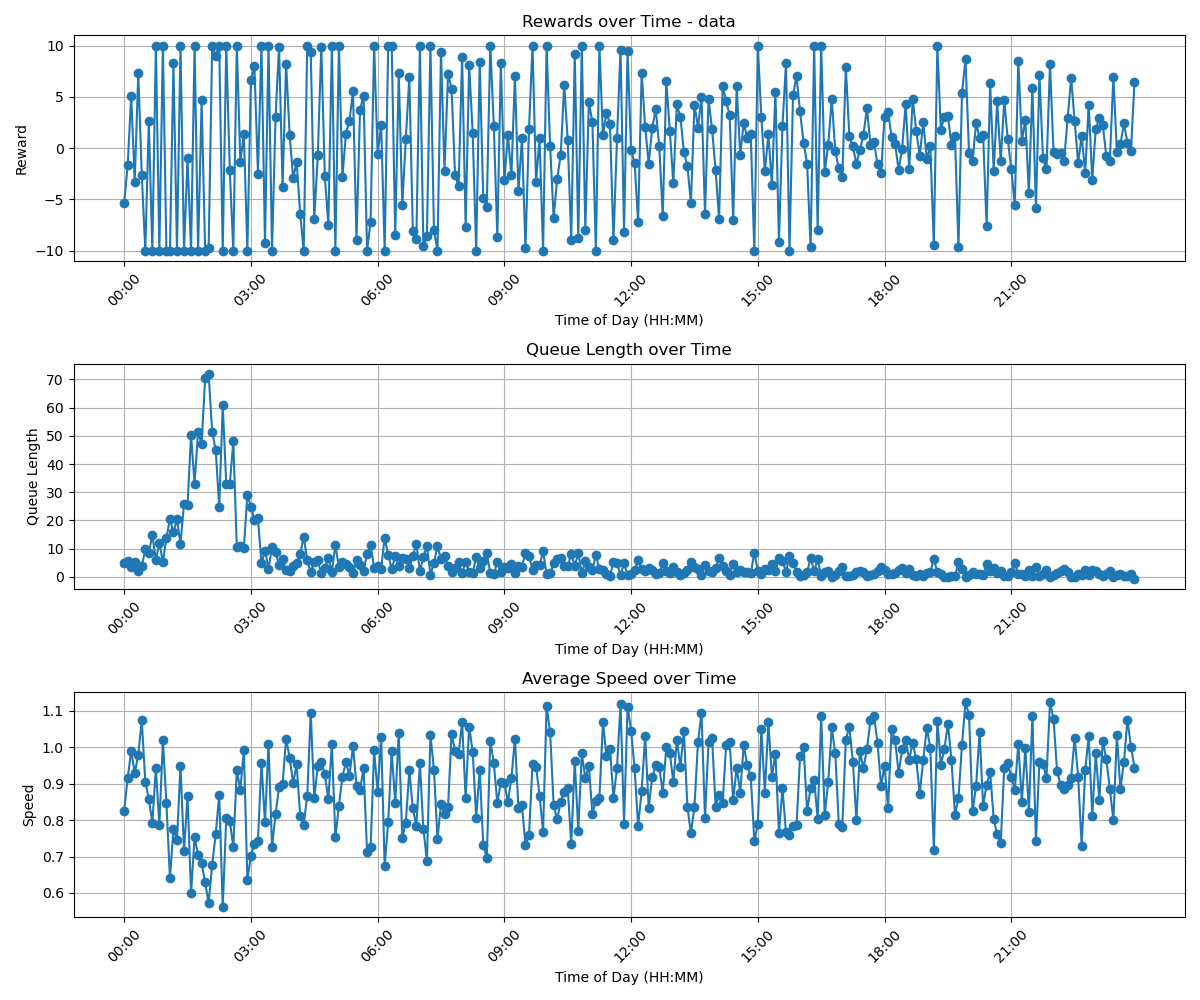 Rewards over Time - data
10
5
0
−5
−10
Reward
00:00 03:00 06:00 09:00 12:00 15:00 18:00 21:00
Time of Day (HH:MM)
Queue Length over Time
70
60
50
40
30
20
10
0
Queue Length
00:00 03:00 06:00 09:00 12:00 15:00 18:00 21:00
Time of Day (HH:MM)
Average Speed over Time
1.1
1.0
0.9
0.8
0.7
0.6
Speed
00:00 03:00 06:00 09:00 12:00 15:00 18:00 21:00
Time of Day (HH:MM)